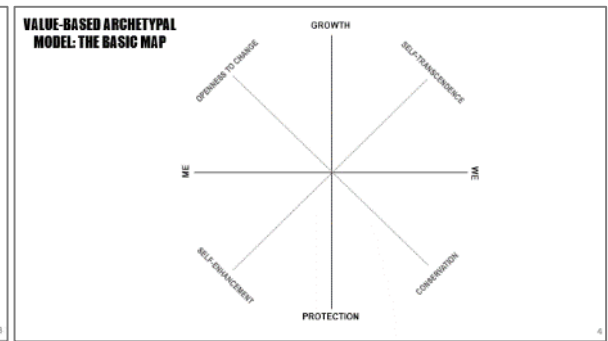 VALUE-BASED ARCHETYPAL
MODEL: THE BASIC MAP
GROWTH
OPENNESS TO CHANGE
SELF-TRANSCENDENCE
ME
WE
SELF-ENHANCEMENT
CONSERVATION
PROTECTION